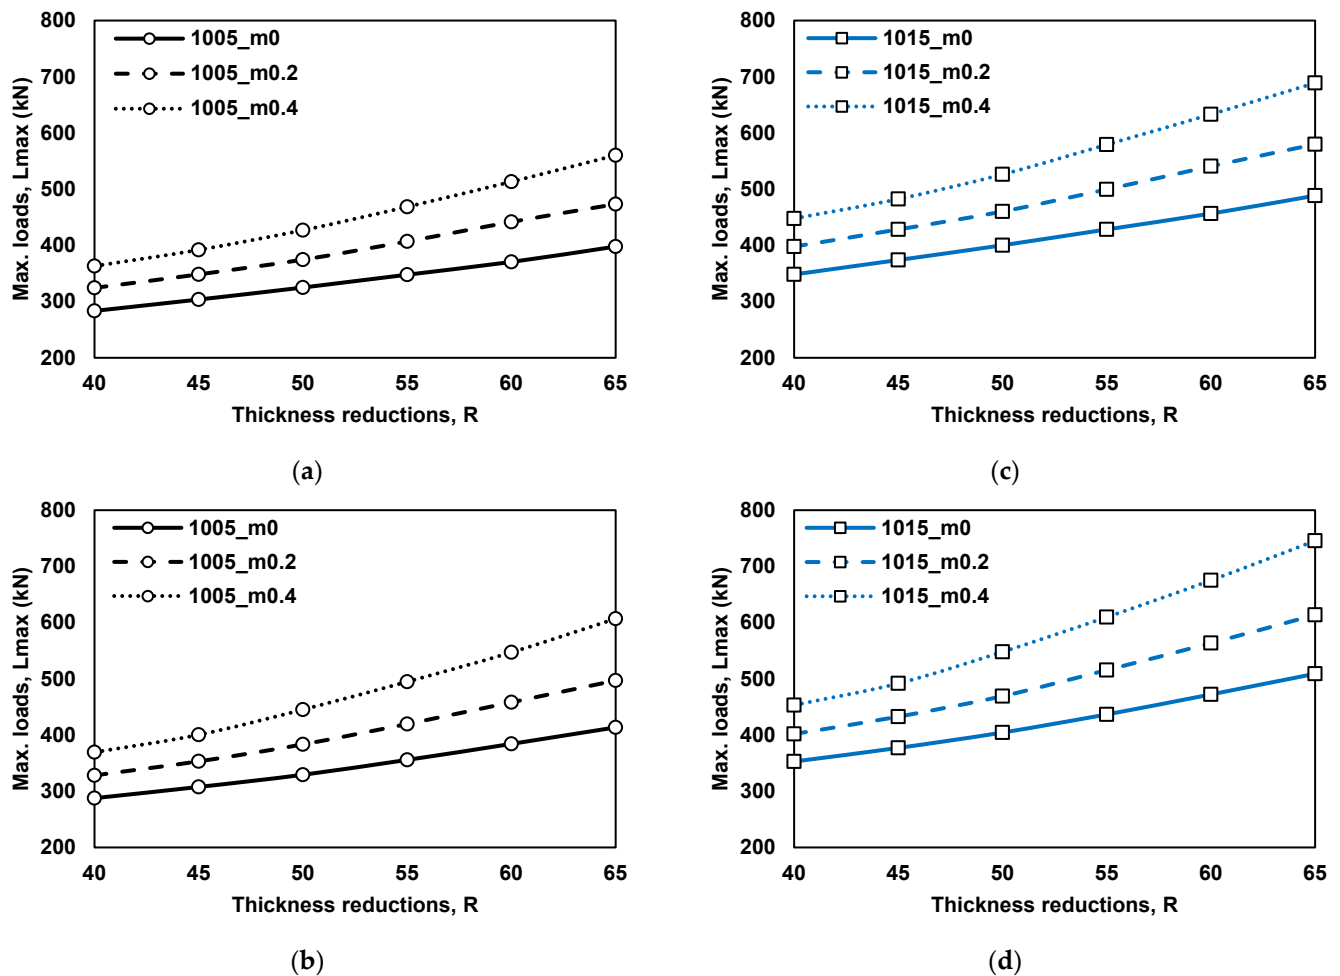 800
700
600
500
400
300
200
Max. loads, Lmax (kN)
1005_m0
1005_m0.2
1005_m0.4
40 45 50 55 60 65
Thickness reductions, R
(a)
800
700
600
500
400
300
200
Max. loads, Lmax (kN)
1015_m0
1015_m0.2
1015_m0.4
40 45 50 55 60 65
Thickness reductions, R
(c)
800
700
600
500
400
300
200
Max. loads, Lmax (kN)
1005_m0
1005_m0.2
1005_m0.4
40 45 50 55 60 65
Thickness reductions, R
(b)
800
700
600
500
400
300
200
Max. loads, Lmax (kN)
1015_m0
1015_m0.2
1015_m0.4
40 45 50 55 60 65
Thickness reductions, R
(d)